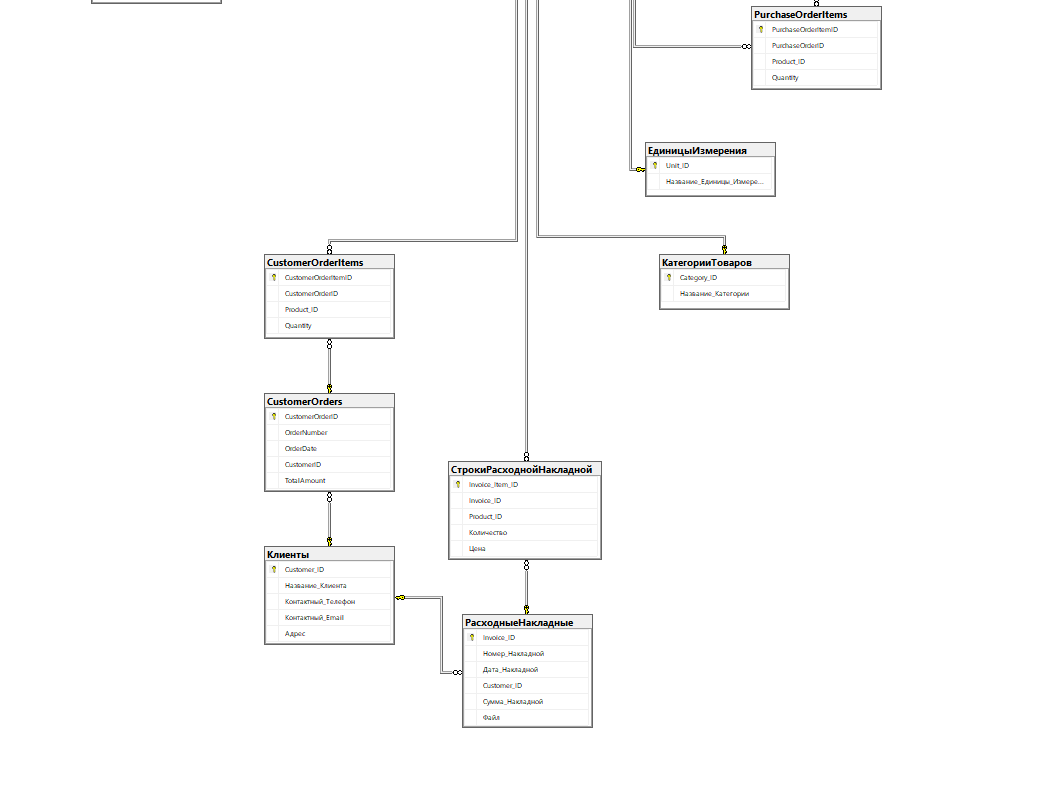 PurchaseOrderItems
PurchaseOrderItemID
PurchaseOrderID
Product_ID
Quantity
ЕдиницыИзмерения
Unit_ID
Название_Единицы_Измере...
CustomerOrderItems
CustomerOrderItemID
CustomerOrderID
Product_ID
Quantity
КатегорииТоваров
Category_ID
Название_Категории
CustomerOrders
CustomerOrderID
OrderNumber
OrderDate
CustomerID
TotalAmount
СтрокиРасходнойНакладной
Invoice_Item_ID
Invoice_ID
Product_ID
Количество
Цена
Клиенты
Customer_ID
Название_Клиента
Контактный_Телефон
Контактный_Email
Адрес
РасходныеНакладные
Invoice_ID
Номер_Накладной
Дата_Накладной
Customer_ID
Сумма_Накладной
Файл